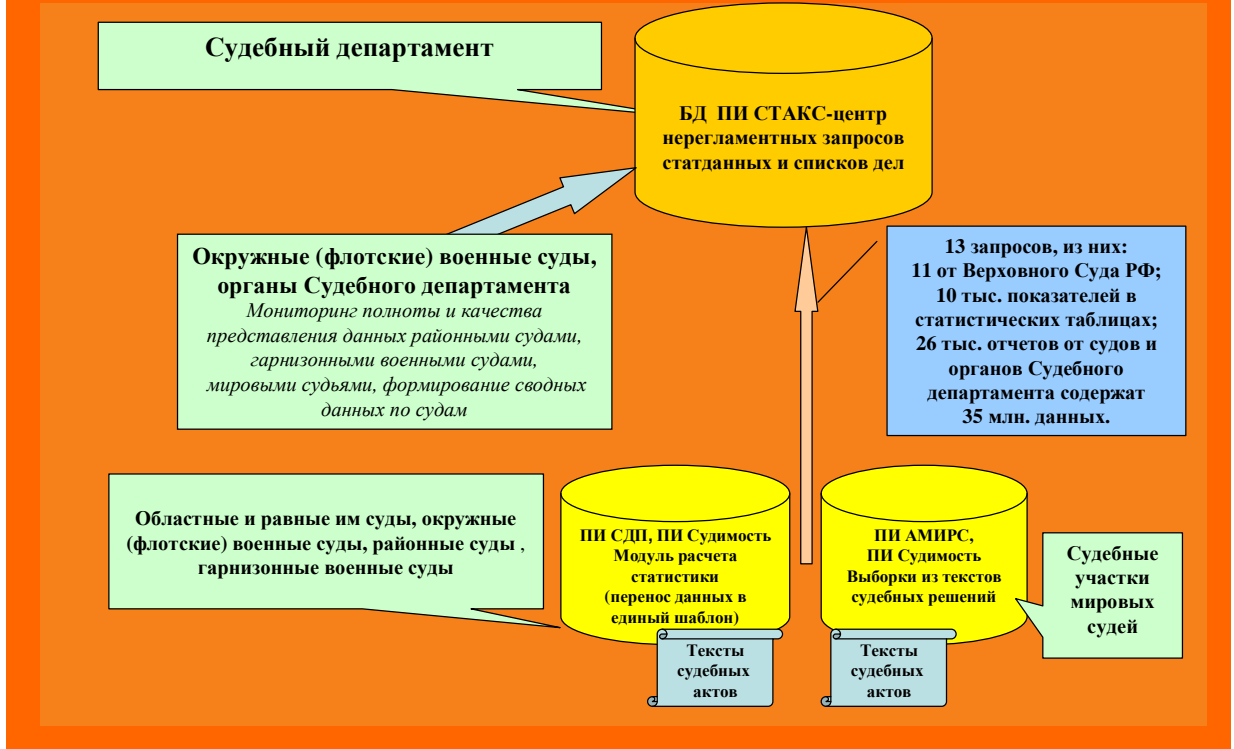 Судебный департамент
БД ПИ СТАКС-центр
нерегламентных запросов
статданных и списков дел
Окружные (флотские) военные суды,
органы Судебного департамента
Мониторинг полноты и качества
представления данных районными судами,
гарнизонными военными судами,
мировыми судьями, формирование сводных
данных по судам
13 запросов, из них:
11 от Верховного Суда РФ;
10 тыс. показателей в
статистических таблицах;
26 тыс. отчетов от судов и
органов Судебного
департамента содержат
35 млн. данных.
Областные и равные им суды, окружные
(флотские) военные суды, районные суды ,
гарнизонные военные суды
ПИ СДП, ПИ Судимость
Модуль расчета
статистики
(перенос данных в
единый шаблон)
Тексты
судебных
актов
ПИ АМИРС,
ПИ Судимость
Выборки из текстов
судебных решений
Тексты
судебных
актов
Судебные
участки
мировых
судей